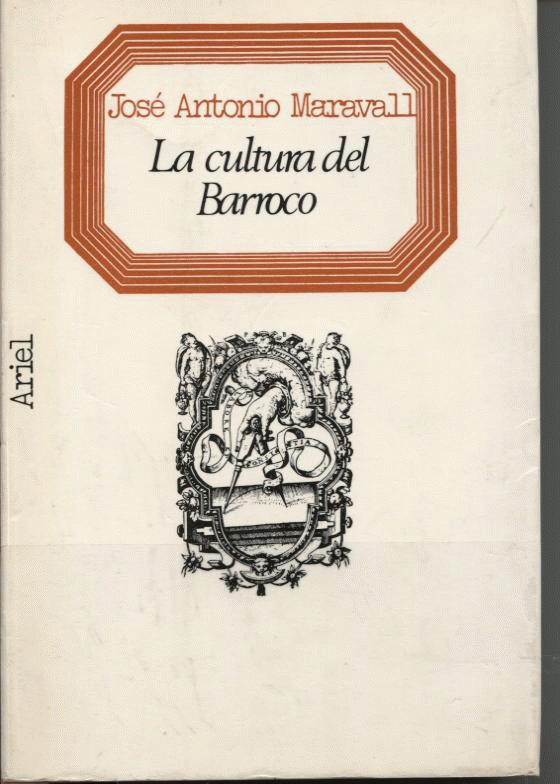 José Antonio Maravall
La cultura del
Barroco
Ariel